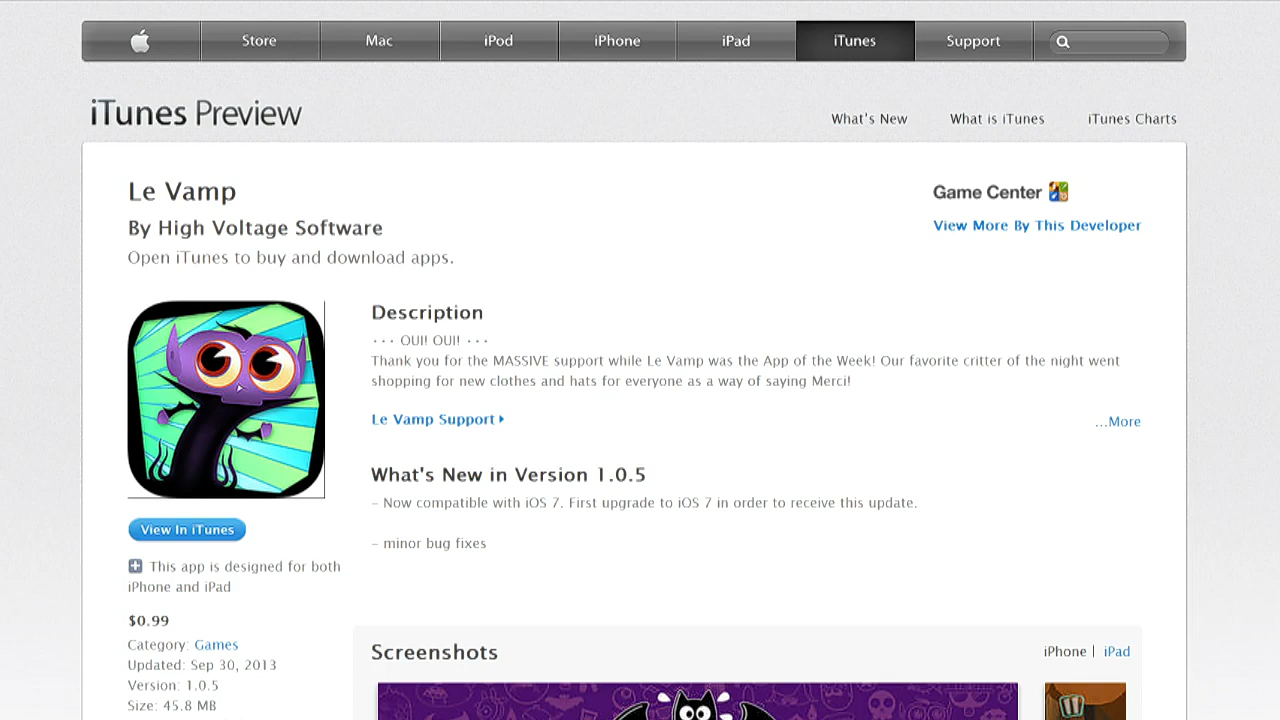 Store Mac iPod iPhone iPad iTunes Support
iTunes Preview
What's New What is iTunes iTunes Charts
Le Vamp
Game Center
By High Voltage Software
View More By This Developer
Open iTunes to buy and download apps.
Description
••• OUI! OUI! •••
Thank you for the MASSIVE support while Le Vamp was the App of the Week! Our favorite critter of the night went
shopping for new clothes and hats for everyone as a way of saying Merci!
Le Vamp Support
...More
What's New in Version 1.0.5
– Now compatible with iOS 7. First upgrade to iOS 7 in order to receive this update.
– minor bug fixes
View In iTunes
This app is designed for both
iPhone and iPad
$0.99
Category: Games
Updated: Sep 30, 2013
Version: 1.0.5
Size: 45.8 MB
Screenshots
iPhone | iPad